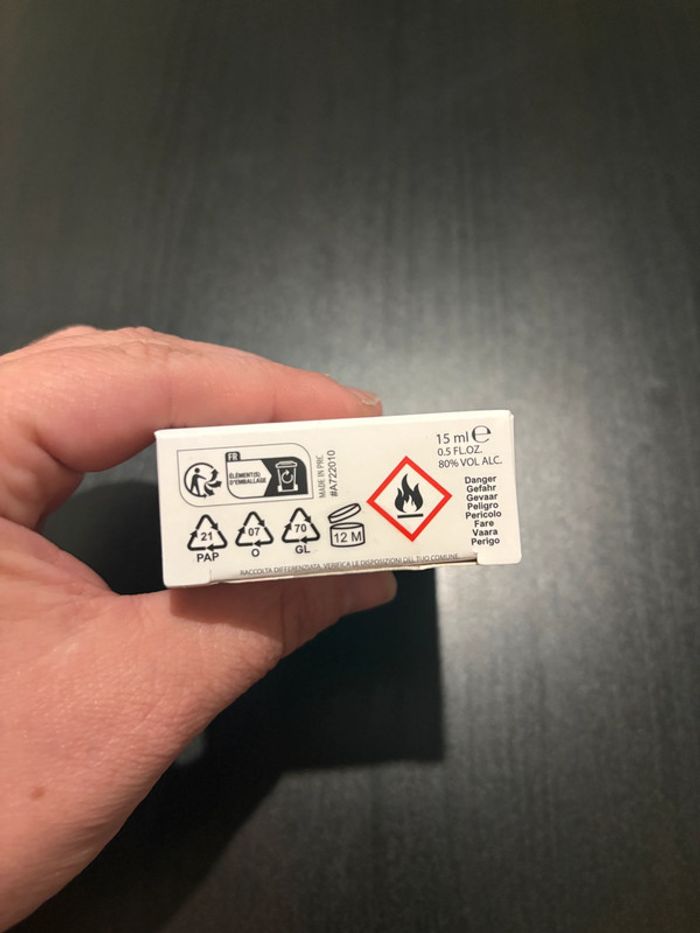 FR
ÉLÉMENT(S)
D'EMBALLAGE
MADE IN PRC
#A722010
21
PAP
07
O
70
GL
12 M
15 ml e
0.5 FL.OZ.
80% VOL ALC.
Danger
Gefahr
Gevaar
Peligro
Pericolo
Fare
Vaara
Perigo
RACCOLTA DIFFERENZIATA. VERIFICA LE DISPOSIZIONI DEL TUO COMUNE.